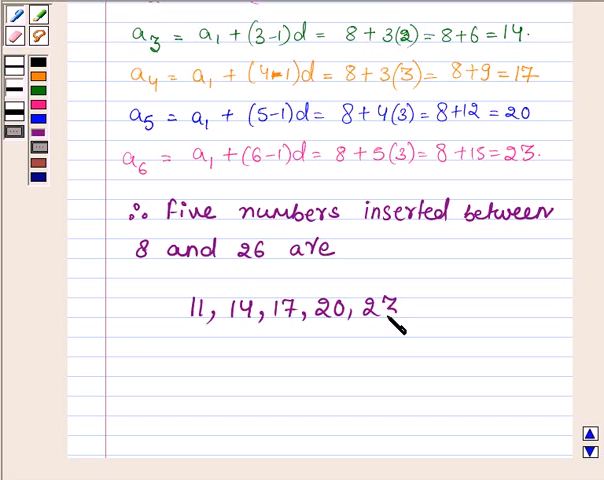 a3 = a1 + (3-1)d = 8 + 3(2) = 8 + 6 = 14.
a4 = a1 + (4-1)d = 8 + 3(3) = 8 + 9 = 17
a5 = a1 + (5-1)d = 8 + 4(3) = 8 + 12 = 20
a6 = a1 + (6-1)d = 8 + 5(3) = 8 + 15 = 23.
∴ Five numbers inserted between
8 and 26 are
11, 14, 17, 20, 23